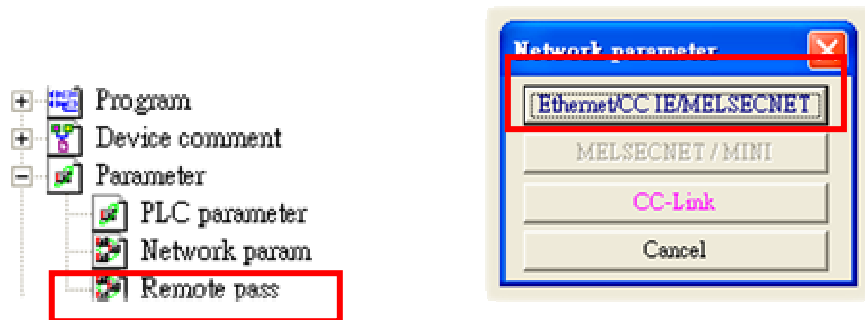 Program
Device comment
Parameter
PLC parameter
Network param
Remote pass
Network parameter
Ethernet/CC IE/MELSECNET
MELSECNET / MINI
CC-Link
Cancel